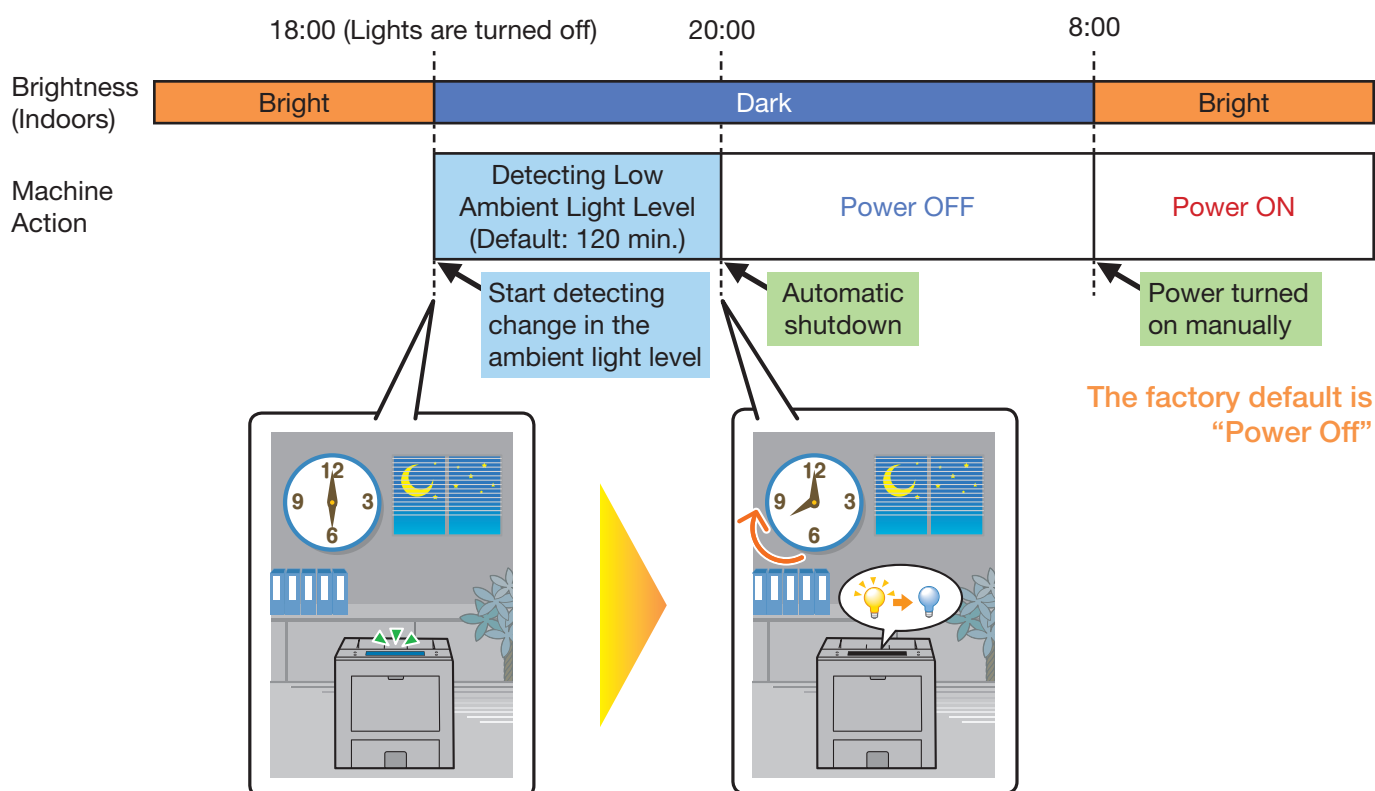 18:00 (Lights are turned off)
20:00
8:00
Brightness
(Indoors)
Bright
Dark
Bright
Machine
Action
Detecting Low
Ambient Light Level
(Default: 120 min.)
Power OFF
Power ON
Start detecting
change in the
ambient light level
Automatic
shutdown
Power turned
on manually
The factory default is
“Power Off”
12
9
3
6
12
9
3
6